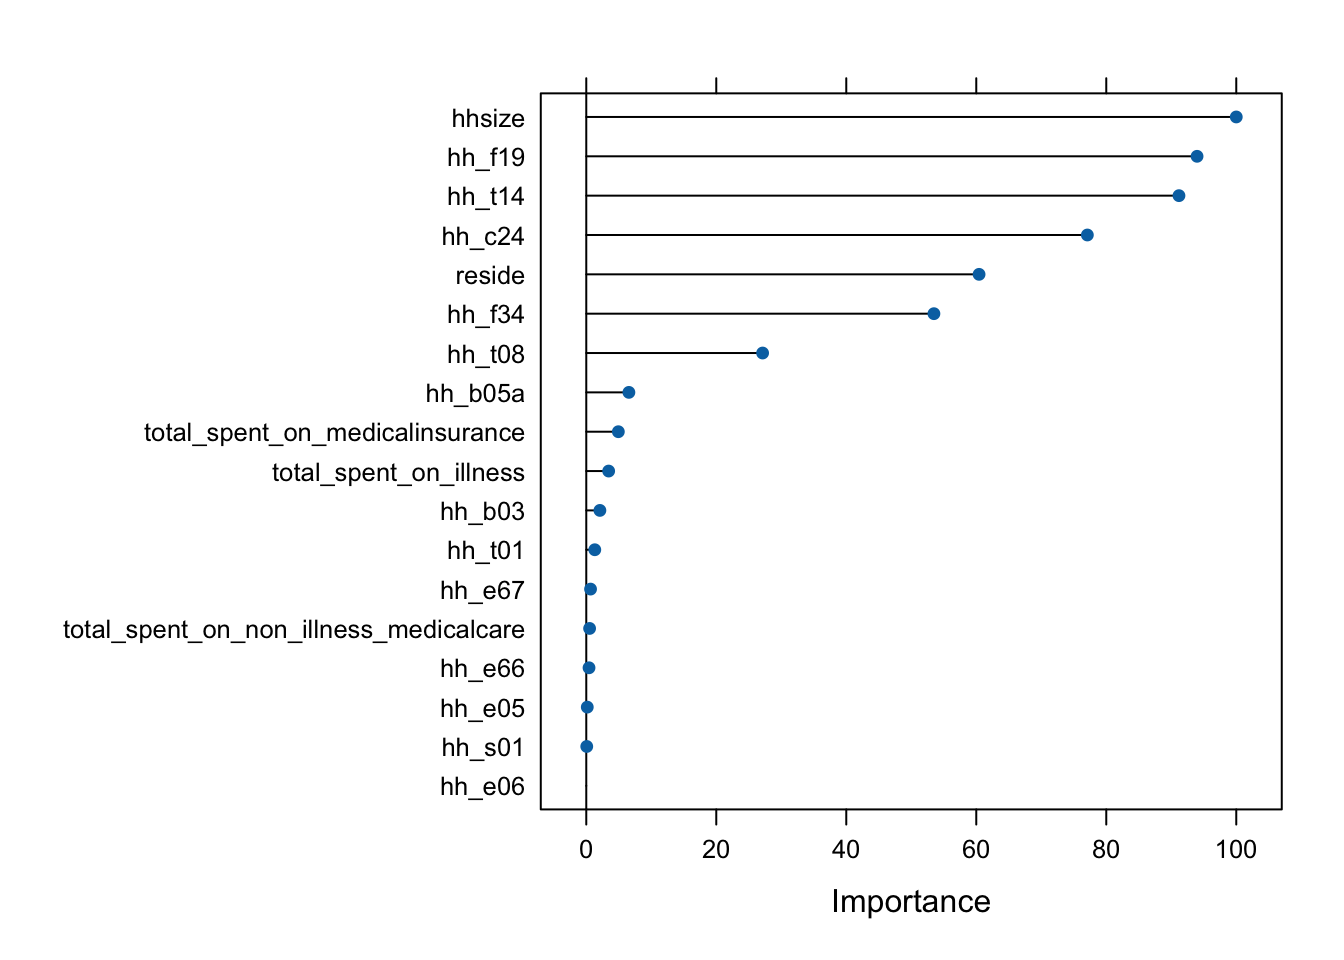 hhsize
hh_f19
hh_t14
hh_c24
reside
hh_f34
hh_t08
hh_b05a
total_spent_on_medicalinsurance
total_spent_on_illness
hh_b03
hh_t01
hh_e67
total_spent_on_non_illness_medicalcare
hh_e66
hh_e05
hh_s01
hh_e06
0 20 40 60 80 100
Importance